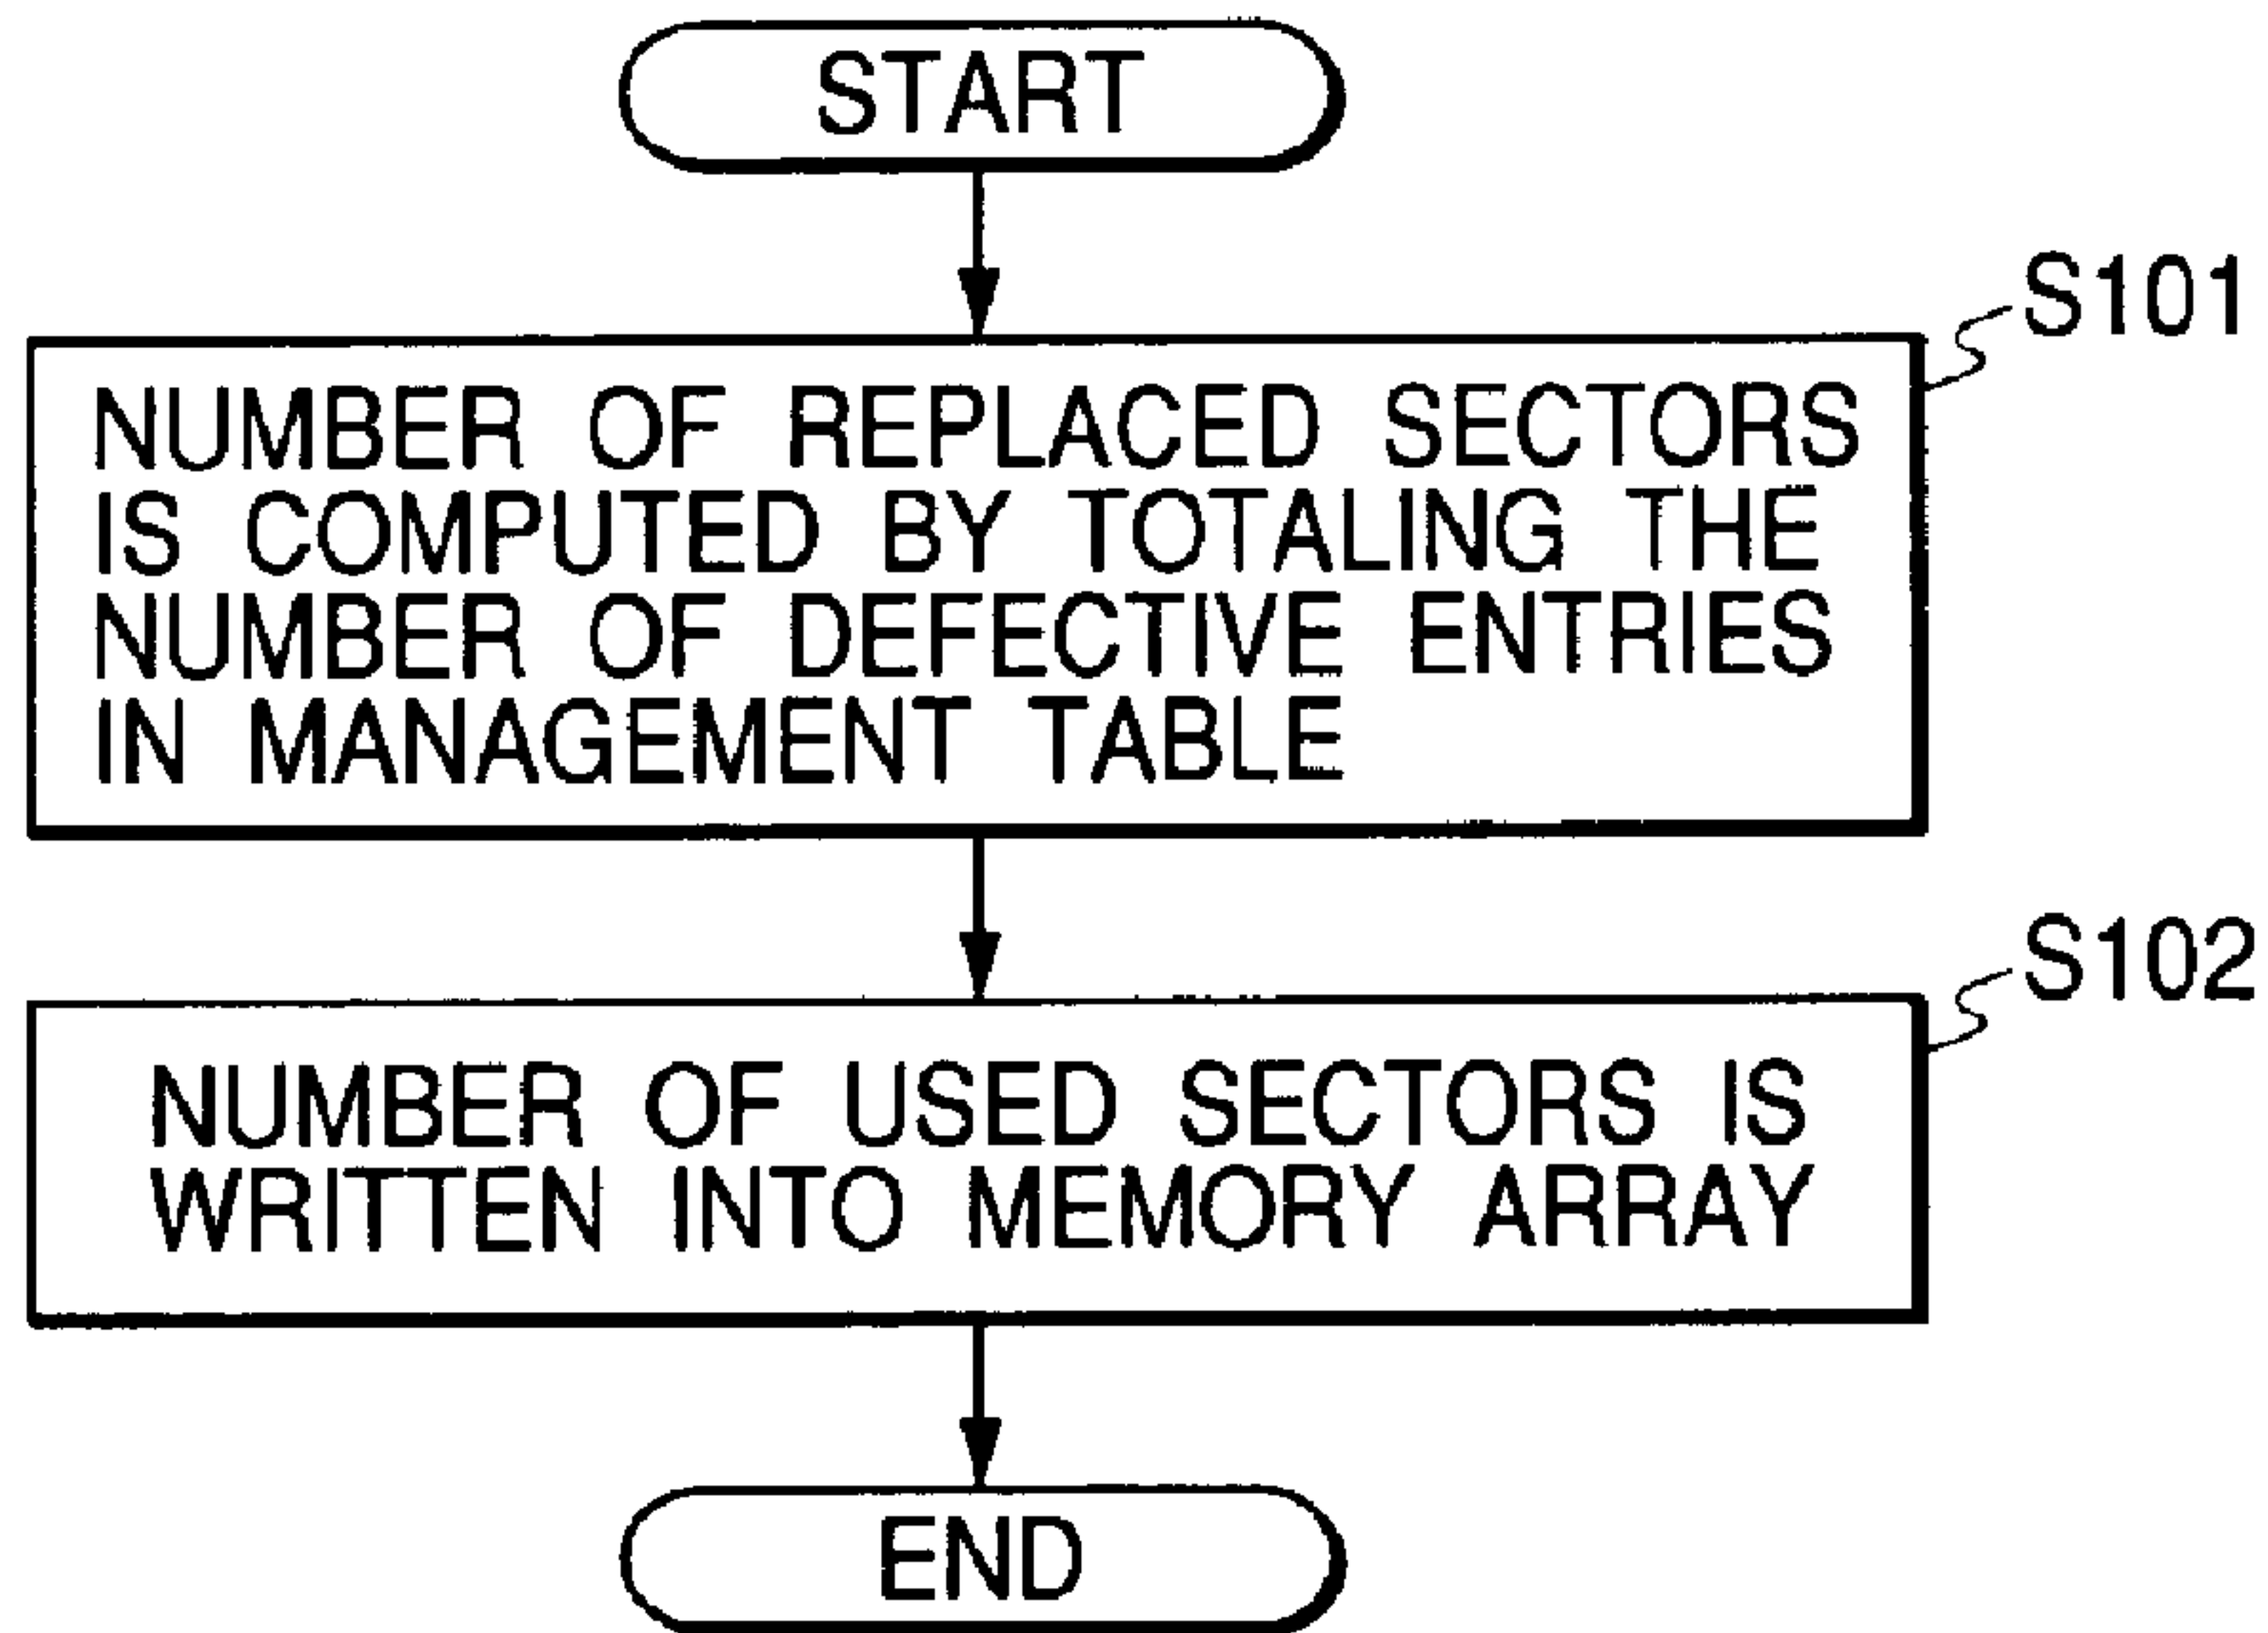 START
S101
NUMBER OF REPLACED SECTORS
IS COMPUTED BY TOTALING THE
NUMBER OF DEFECTIVE ENTRIES
IN MANAGEMENT TABLE
S102
NUMBER OF USED SECTORS IS
WRITTEN INTO MEMORY ARRAY
END